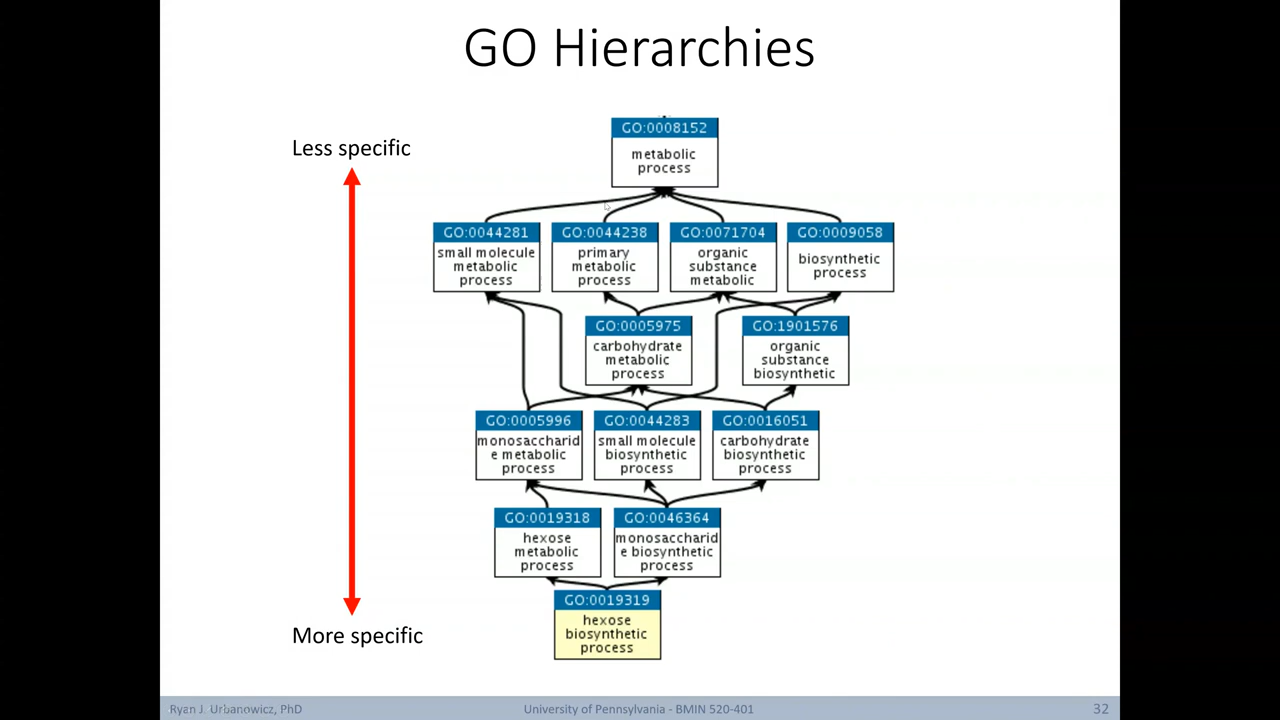 GO Hierarchies
Less specific
GO:0008152
metabolic
process
GO:0044281
small molecule
metabolic
process
GO:0044238
primary
metabolic
process
GO:0071704
organic
substance
metabolic
GO:0009058
biosynthetic
process
GO:0005975
carbohydrate
metabolic
process
GO:1901576
organic
substance
biosynthetic
GO:0005996
monosaccharid
e metabolic
process
GO:0044283
small molecule
biosynthetic
process
GO:0016051
carbohydrate
biosynthetic
process
GO:0019318
hexose
metabolic
process
GO:0046364
monosaccharid
e biosynthetic
process
GO:0019319
hexose
biosynthetic
process
More specific
Ryan J. Urbanowicz, PhD
University of Pennsylvania - BMIN 520-401
32